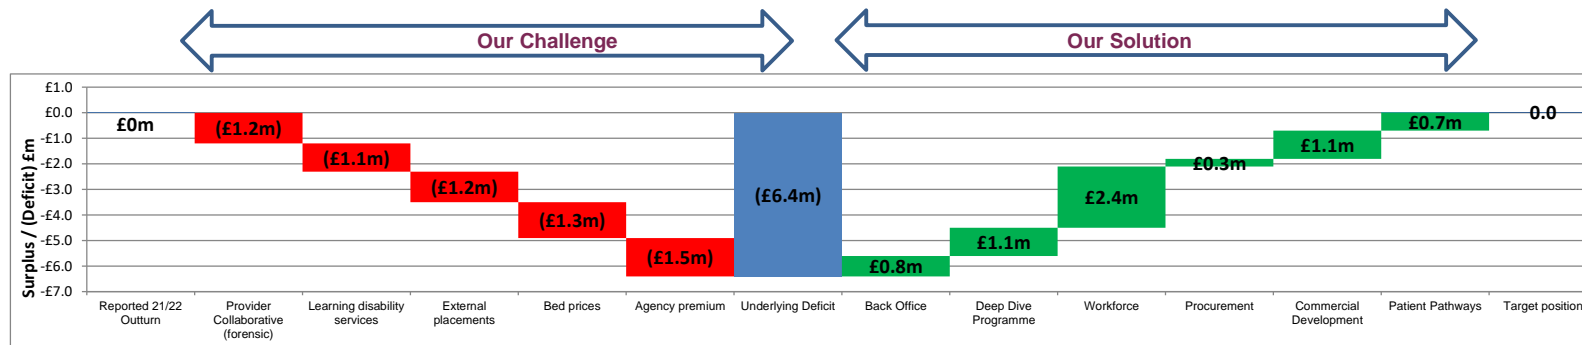 Our Challenge
Our Solution
Surplus / (Deficit) £m
£1.0
£0.0
-£1.0
-£2.0
-£3.0
-£4.0
-£5.0
-£6.0
-£7.0
£0m
(£1.2m)
(£1.1m)
(£1.2m)
(£1.3m)
(£1.5m)
(£6.4m)
£0.8m
£1.1m
£2.4m
£0.3m
£1.1m
£0.7m
0.0
Reported 21/22
Outturn
Provider
Collaborative
(forensic)
Learning disability
services
External
placements
Bed prices
Agency premium
Underlying Deficit
Back Office
Deep Dive
Programme
Workforce
Procurement
Commercial
Development
Patient Pathways
Target position